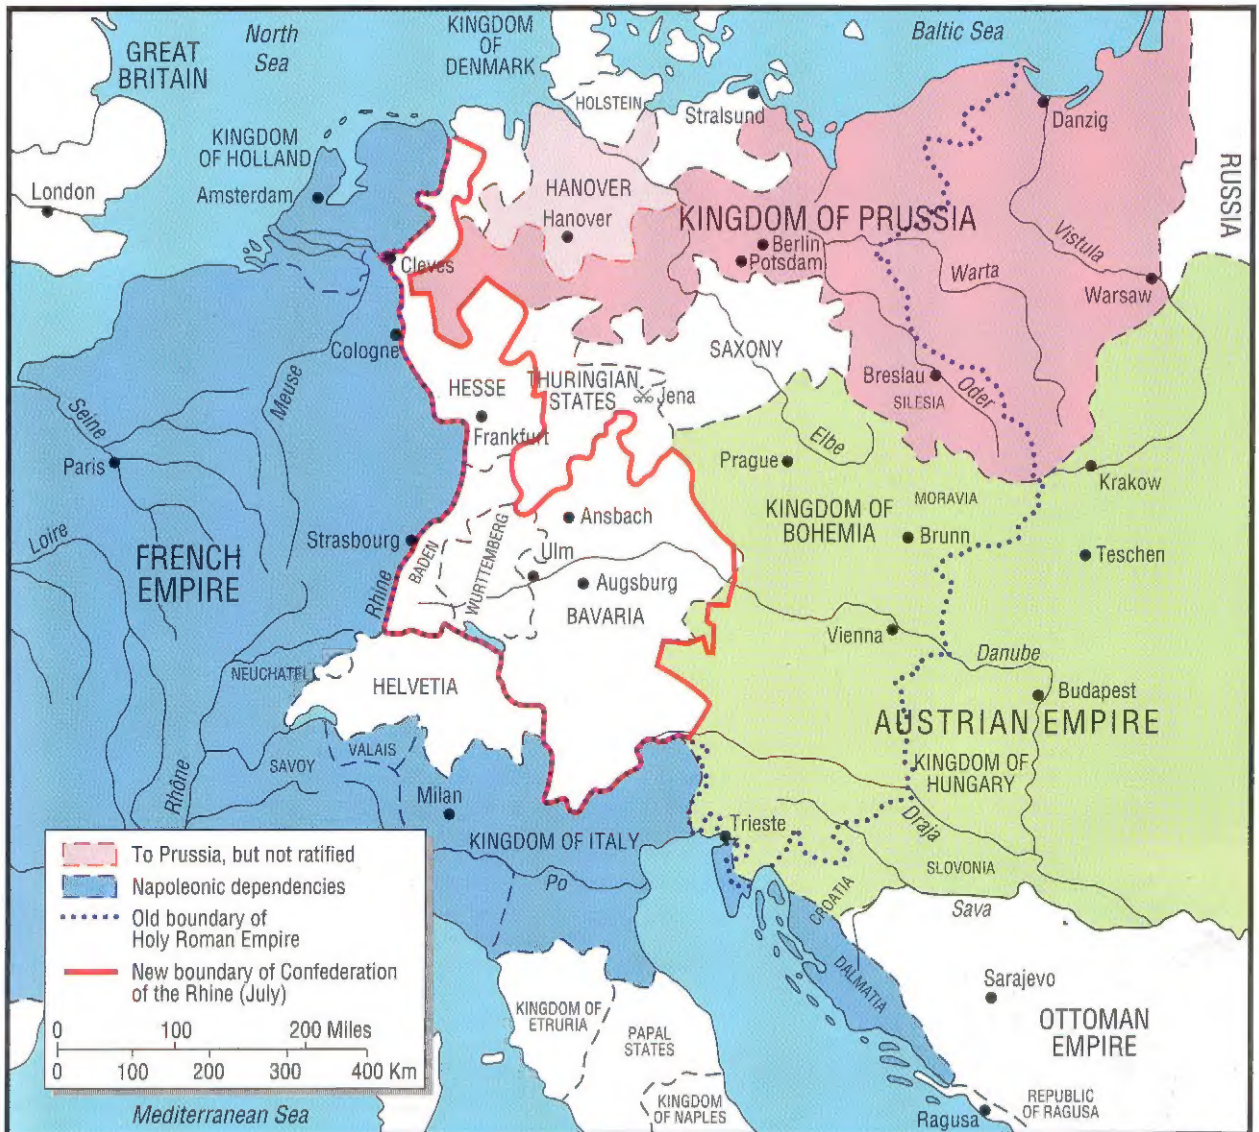 North
Sea
KINGDOM
OF
DENMARK
Baltic Sea
GREAT
BRITAIN
HOLSTEIN
Stralsund
Danzig
KINGDOM
OF HOLLAND
RUSSIA
London
Amsterdam
HANOVER
Hanover
KINGDOM OF PRUSSIA
Berlin
Potsdam
Vistula
Warta
Warsaw
Cleves
Cologne
SAXONY
Meuse
HESSE
THURINGIAN
STATES
Jena
Breslau
SILESIA
Oder
Seine
Frankfurt
Elbe
Paris
Prague
Krakow
MORAVIA
KINGDOM OF
BOHEMIA
Ansbach
Brunn
Loire
Strasbourg
FRENCH
EMPIRE
Rhine
BADEN
WURTTEMBERG
Ulm
Augsburg
BAVARIA
Teschen
Vienna
Danube
NEUCHATEL
HELVETIA
Budapest
AUSTRIAN EMPIRE
VALAIS
SAVOY
Rhône
KINGDOM OF
HUNGARY
Milan
Trieste
Draja
KINGDOM OF ITALY
Po
SLOVONIA
CROATIA
Sava
DALMATIA
Sarajevo
OTTOMAN
EMPIRE
KINGDOM OF
ETRURIA
PAPAL
STATES
KINGDOM
OF NAPLES
REPUBLIC
OF RAGUSA
Ragusa
To Prussia, but not ratified
Napoleonic dependencies
Old boundary of
Holy Roman Empire
New boundary of Confederation
of the Rhine (July)
0 100 200 Miles
0 100 200 300 400 Km
Mediterranean Sea